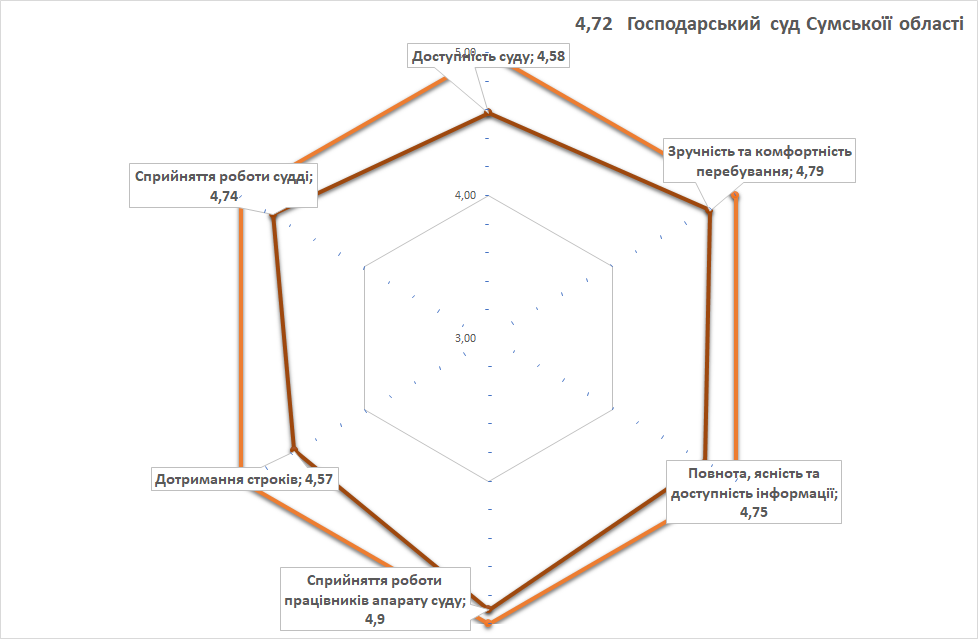 4,72 Господарський суд Сумськоїї області
5,00
Доступність суду; 4,58
Зручність та комфортність
перебування; 4,79
Сприйняття роботи судді;
4,74
4,00
3,00
Дотримання строків; 4,57
Повнота, ясність та
доступність інформації;
4,75
Сприйняття роботи
працівників апарату суду;
4,9